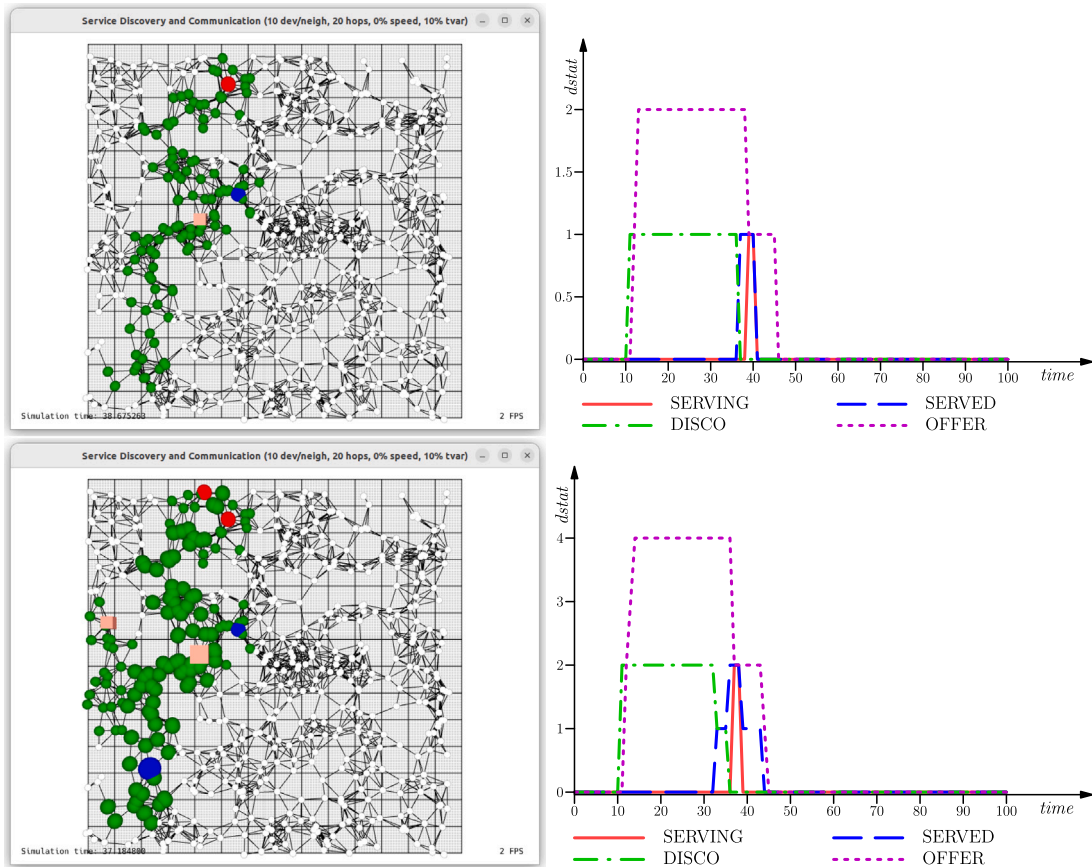 Service Discovery and Communication (10 dev/neigh, 20 hops, 0% speed, 10% tvar)
Simulation time: 38.675263
2 FPS
dstat
2
1.5
1
0.5
0
0 10 20 30 40 50 60 70 80 90 100
time
SERVING SERVED
DISCO OFFER
Service Discovery and Communication (10 dev/neigh, 20 hops, 0% speed, 10% tvar)
Simulation time: 37.184880
2 FPS
dstat
4
3
2
1
0
0 10 20 30 40 50 60 70 80 90 100
time
SERVING SERVED
DISCO OFFER